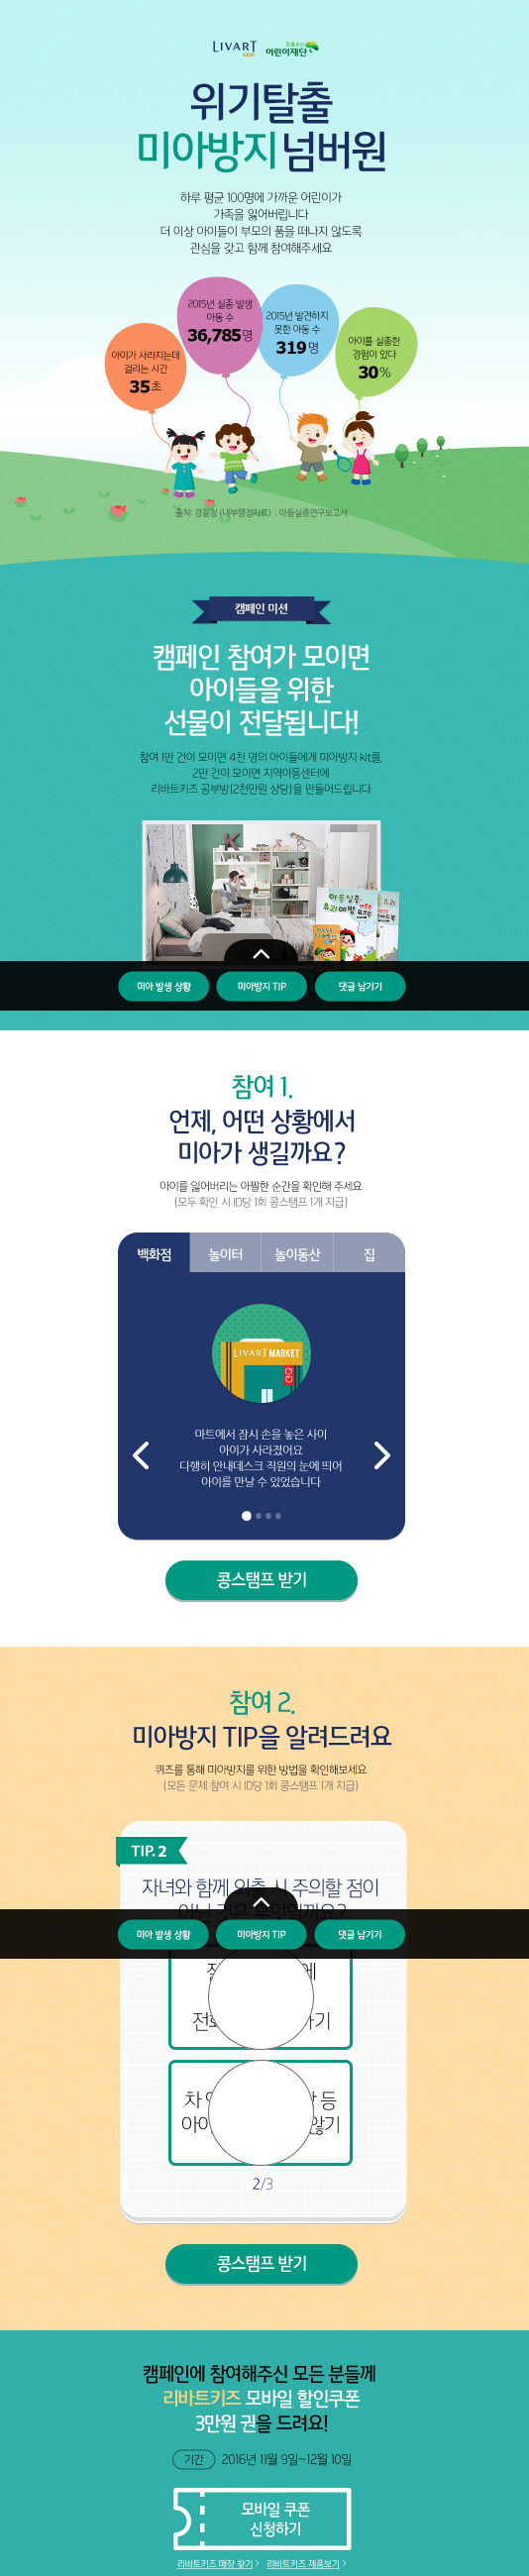 LIVART
초록우산
어린이재단
위기탈출
미아방지 넘버원
하루 평균 100명에 가까운 어린이가
가족을 잃어버립니다
더 이상 아이들이 부모의 품을 떠나지 않도록
관심을 갖고 함께 참여해주세요
2015년 실종 발생
아동 수
36,785명
2015년 발견하지
못한 아동 수
319명
아이를 실종한
경험이 있다
30%
아이가 사라지는데
걸리는 시간
35초
출처: 경찰청 (내부행정자료) | 아동실종연구보고서
캠페인 미션
캠페인 참여가 모이면
아이들을 위한
선물이 전달됩니다!
참여 1만 건이 모이면 4천 명의 아이들에게 미아방지 kit를,
2만 건이 모이면 지역아동센터에
리바트키즈 공부방(2천만원 상당)을 만들어드립니다
아동실종
유괴예방
미아 발생 상황
미아방지 TIP
댓글 남기기
참여 1.
언제, 어떤 상황에서
미아가 생길까요?
아이를 잃어버리는 아찔한 순간을 확인해 주세요
(모두 확인 시 ID당 1회 콩스탬프 1개 지급)
백화점
놀이터
놀이동산
집
LIVART MARKET
마트에서 잠시 손을 놓은 사이
아이가 사라졌어요
다행히 안내데스크 직원의 눈에 띄어
아이를 만날 수 있었습니다
콩스탬프 받기
참여 2.
미아방지 TIP을 알려드려요
퀴즈를 통해 미아방지를 위한 방법을 확인해보세요
(모든 문제 참여 시 ID당 1회 콩스탬프 1개 지급)
TIP. 2
자녀와 함께 외출 시 주의할 점이
아닌 것은 무엇일까요?
미아 발생 상황
미아방지 TIP
댓글 남기기
에
기
차
등
않기
2/3
콩스탬프 받기
캠페인에 참여해주신 모든 분들께
리바트키즈 모바일 할인쿠폰
3만원 권을 드려요!
기간 2016년 11월 9일~12월 10일
모바일 쿠폰
신청하기
리바트키즈 매장 찾기 > 리바트키즈 제품보기 >